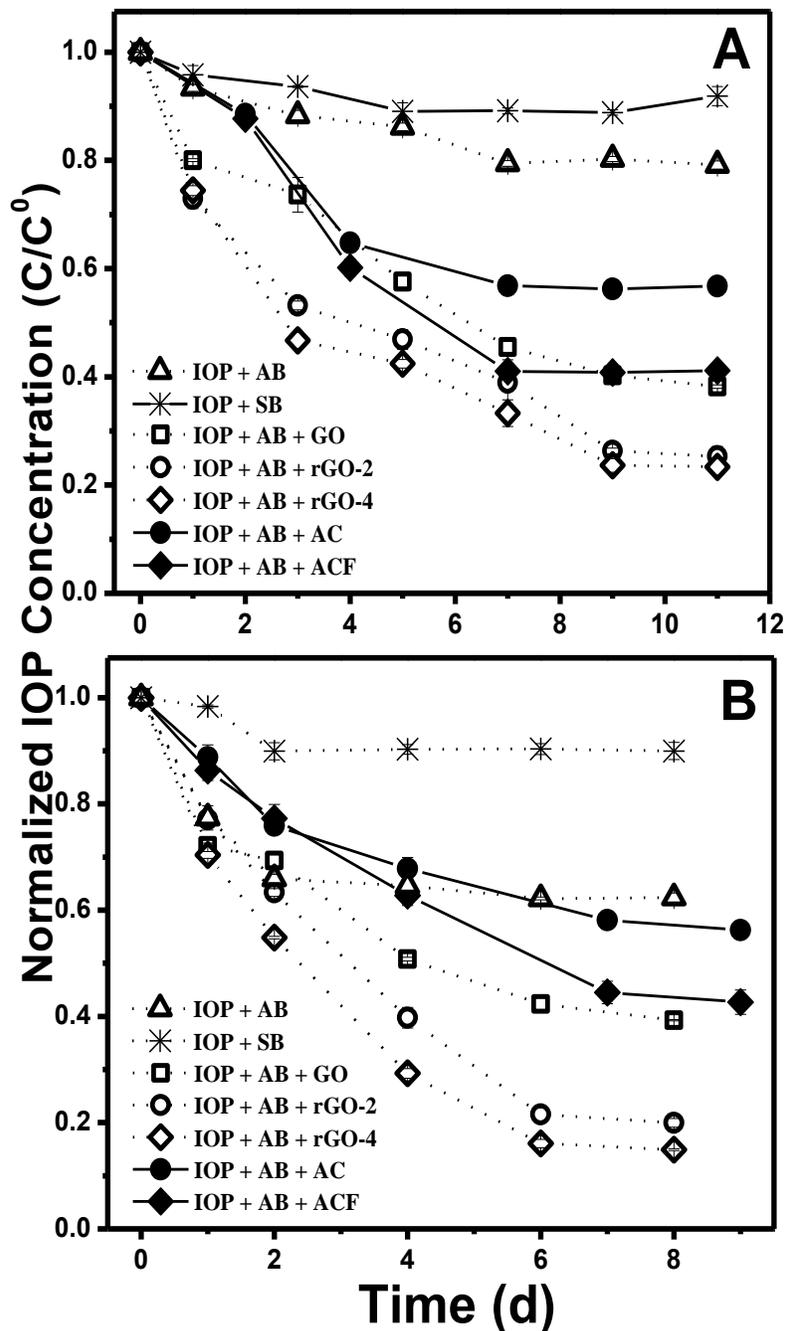 Normalized IOP Concentration (C/C⁰)
A
1.0
0.8
0.6
0.4
0.2
0.0
IOP + AB
IOP + SB
IOP + AB + GO
IOP + AB + rGO-2
IOP + AB + rGO-4
IOP + AB + AC
IOP + AB + ACF
0 2 4 6 8 10 12
B
1.0
0.8
0.6
0.4
0.2
0.0
IOP + AB
IOP + SB
IOP + AB + GO
IOP + AB + rGO-2
IOP + AB + rGO-4
IOP + AB + AC
IOP + AB + ACF
0 2 4 6 8
Time (d)